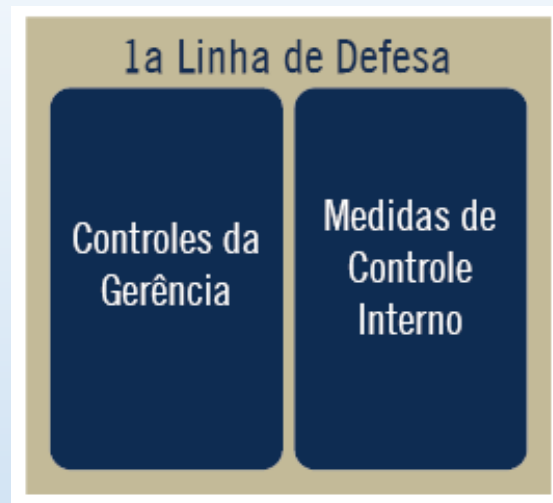 1a Linha de Defesa
Controles da
Gerência
Medidas de
Controle
Interno